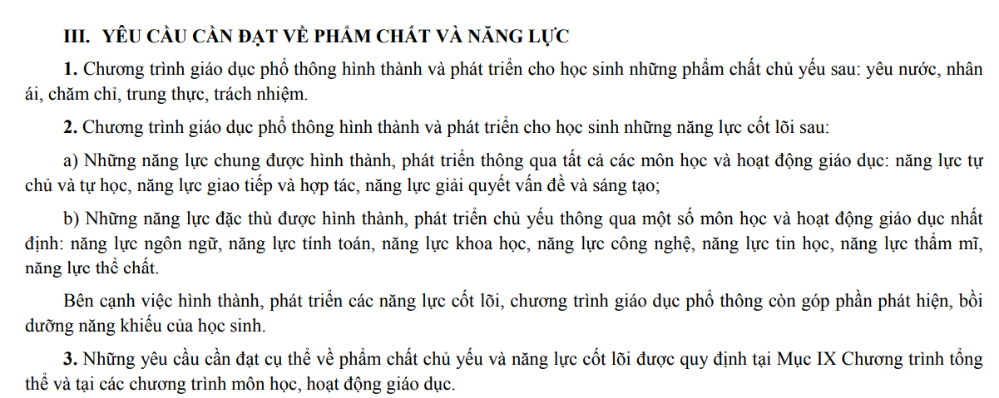 III. YÊU CẦU CẦN ĐẠT VỀ PHẨM CHẤT VÀ NĂNG LỰC
1. Chương trình giáo dục phổ thông hình thành và phát triển cho học sinh những phẩm chất chủ yếu sau: yêu nước, nhân
ái, chăm chỉ, trung thực, trách nhiệm.
2. Chương trình giáo dục phổ thông hình thành và phát triển cho học sinh những năng lực cốt lõi sau:
a) Những năng lực chung được hình thành, phát triển thông qua tất cả các môn học và hoạt động giáo dục: năng lực tự
chủ và tự học, năng lực giao tiếp và hợp tác, năng lực giải quyết vấn đề và sáng tạo;
b) Những năng lực đặc thù được hình thành, phát triển chủ yếu thông qua một số môn học và hoạt động giáo dục nhất
định: năng lực ngôn ngữ, năng lực tính toán, năng lực khoa học, năng lực công nghệ, năng lực tin học, năng lực thẩm mĩ,
năng lực thể chất.
Bên cạnh việc hình thành, phát triển các năng lực cốt lõi, chương trình giáo dục phổ thông còn góp phần phát hiện, bồi
dưỡng năng khiếu của học sinh.
3. Những yêu cầu cần đạt cụ thể về phẩm chất chủ yếu và năng lực cốt lõi được quy định tại Mục IX Chương trình tổng
thể và tại các chương trình môn học, hoạt động giáo dục.